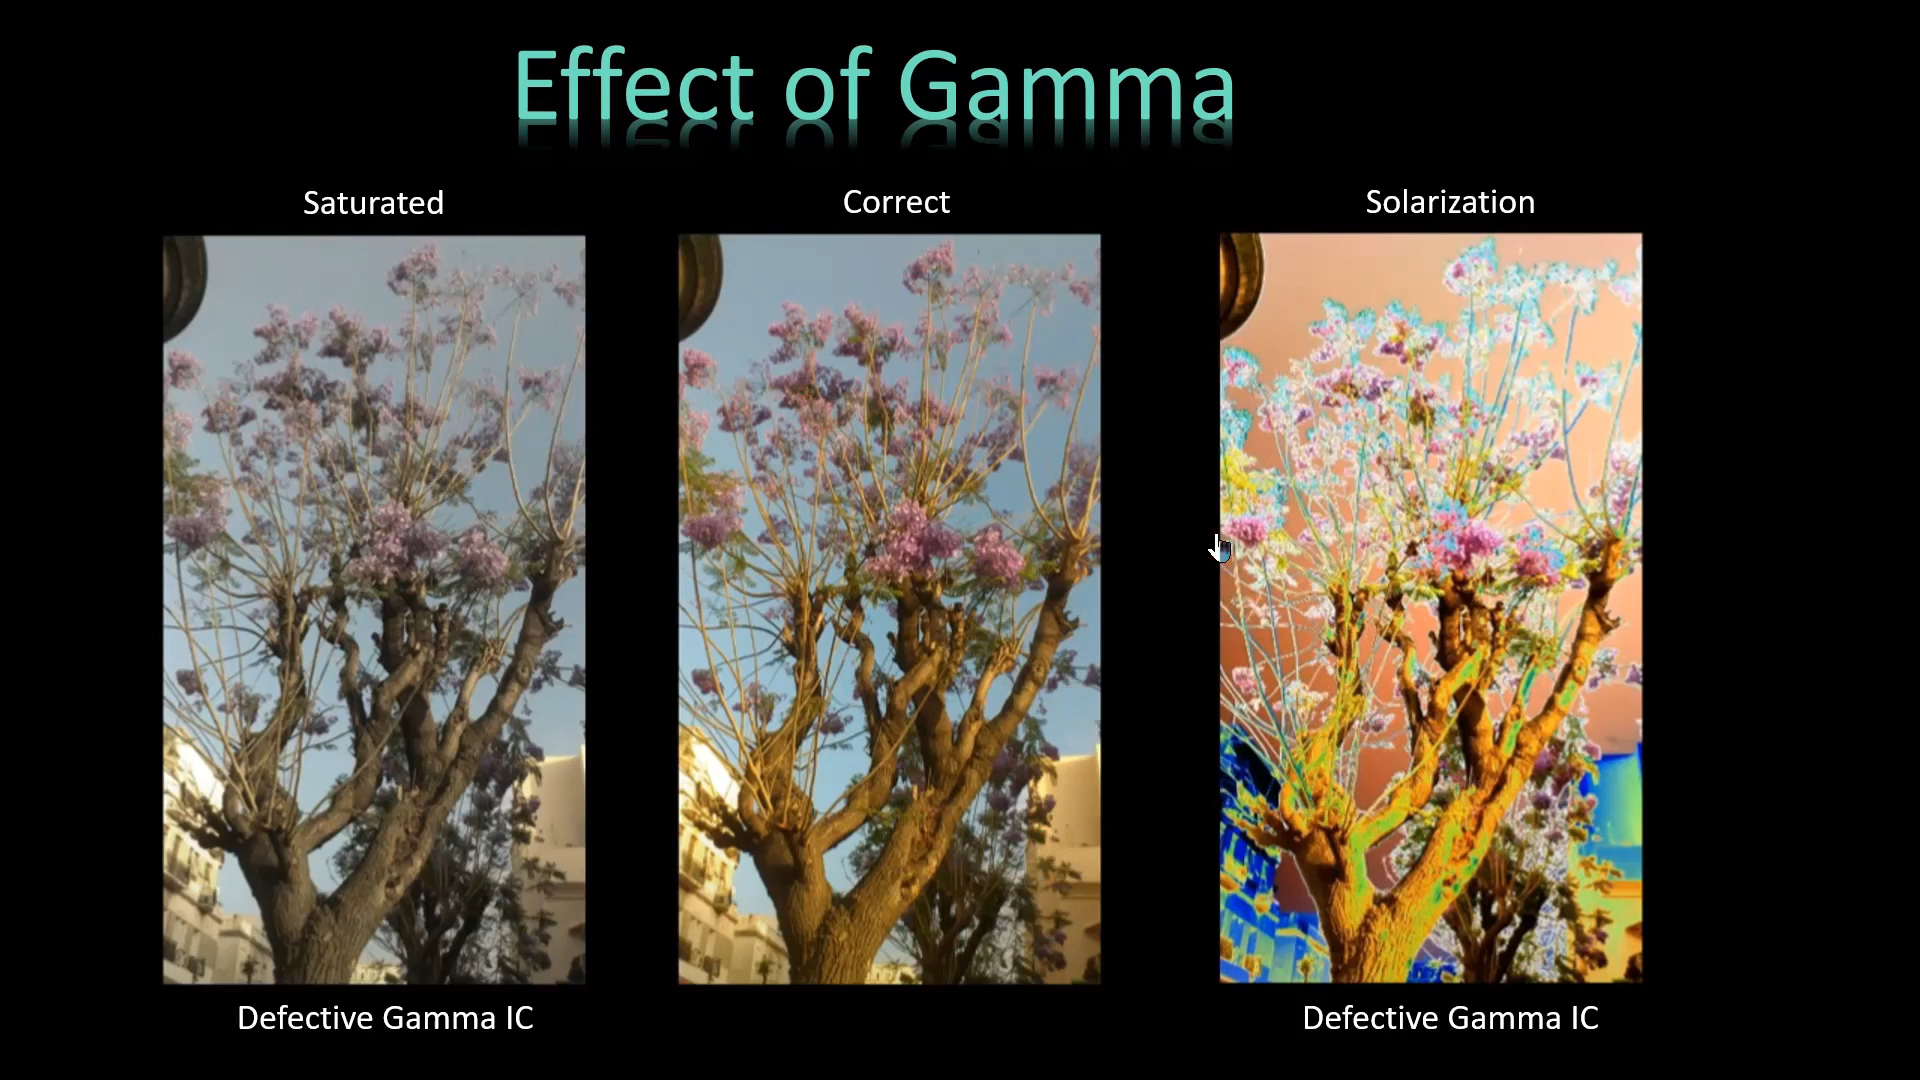 Effect of Gamma
Saturated
Correct
Solarization
Defective Gamma IC
Defective Gamma IC